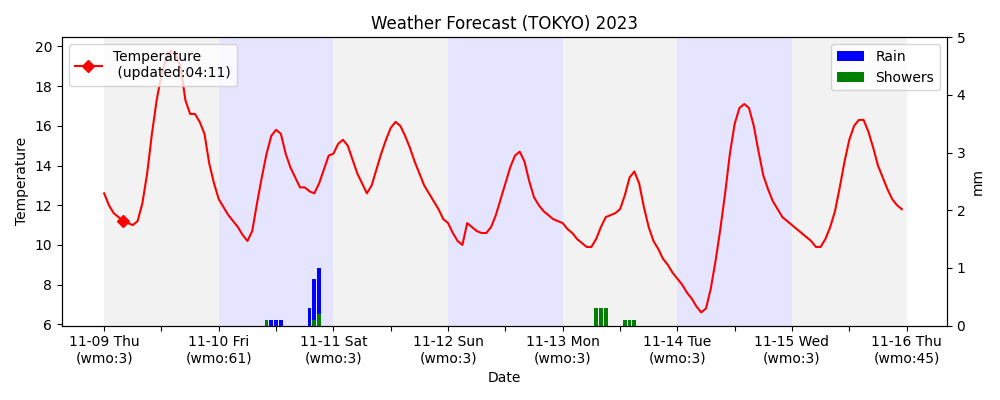 Weather Forecast (TOKYO) 2023
Temperature
(updated:04:11)
Rain
Showers
20
18
16
14
12
10
8
6
Temperature
5
4
3
2
1
0
mm
11-09 Thu
(wmo:3)
11-10 Fri
(wmo:61)
11-11 Sat
(wmo:3)
11-12 Sun
(wmo:3)
11-13 Mon
(wmo:3)
11-14 Tue
(wmo:3)
11-15 Wed
(wmo:3)
11-16 Thu
(wmo:45)
Date